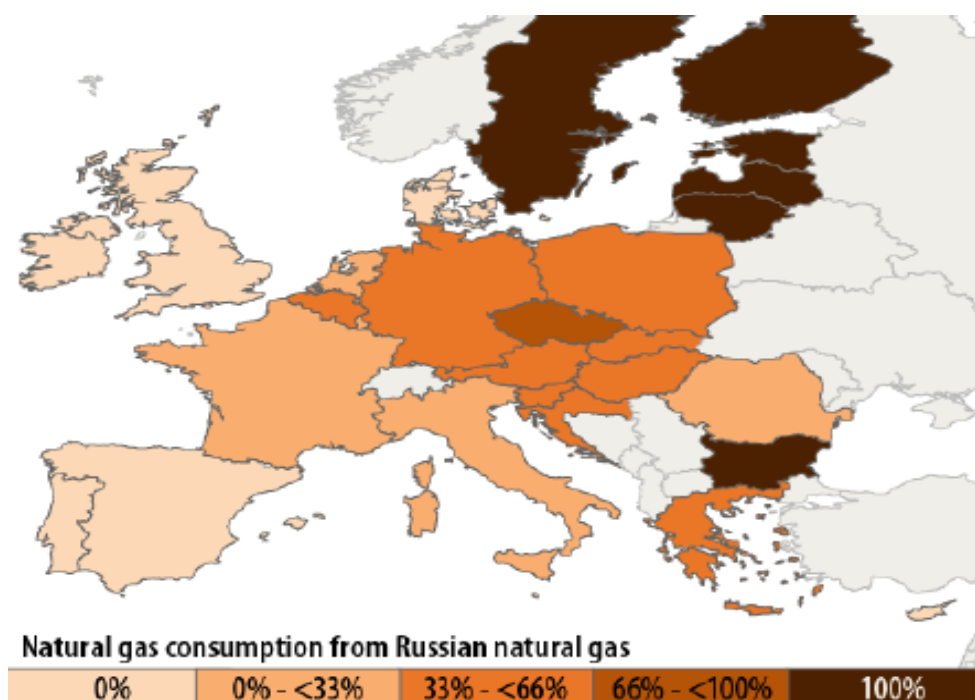 Natural gas consumption from Russian natural gas
0% 0% - <33% 33% - <66% 66% - <100% 100%